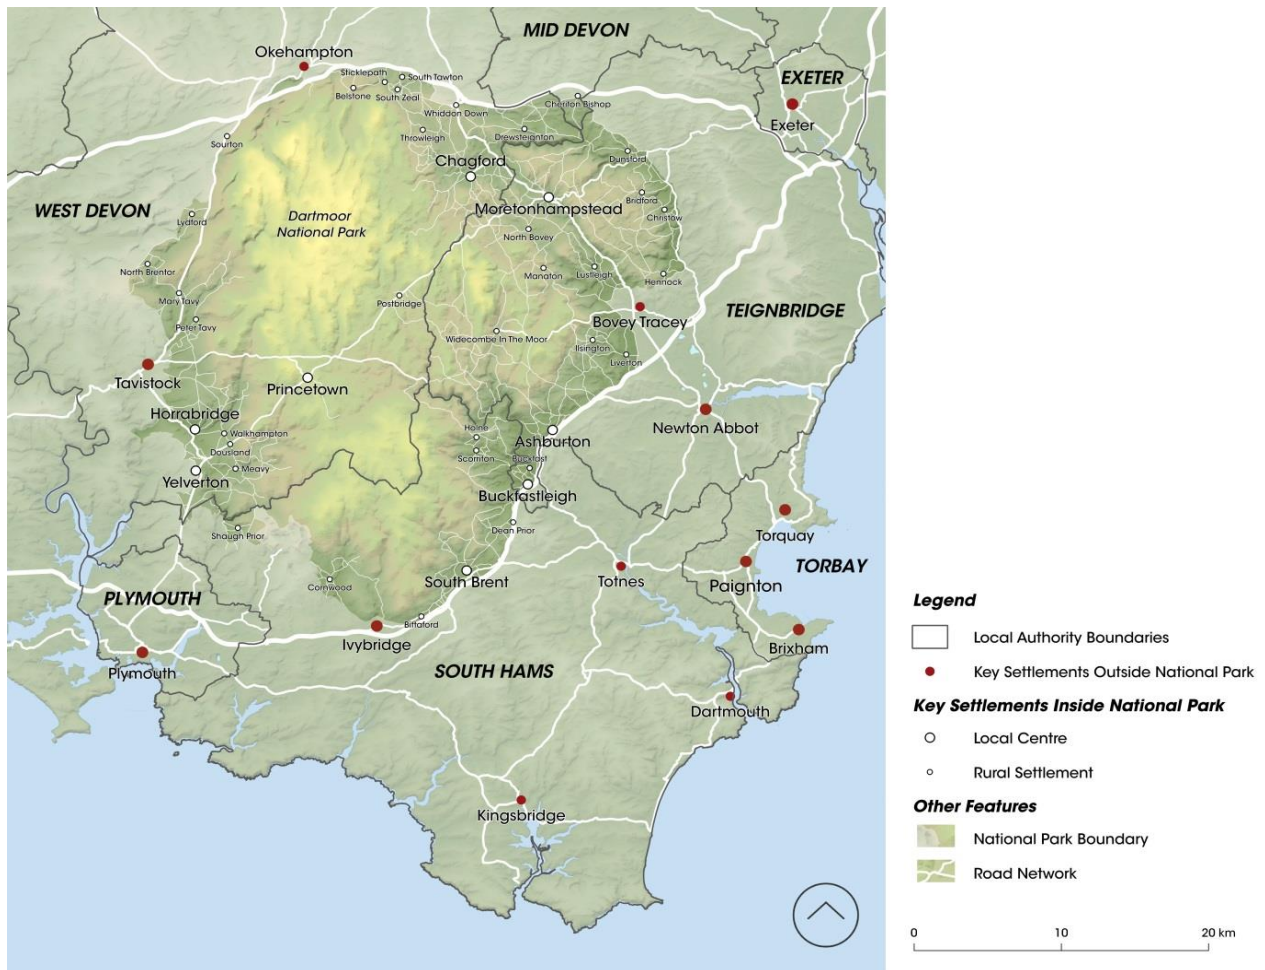 MID DEVON
Okehampton
EXETER
Sticklepath
South Tawton
Belstone
South Zeal
Cheriton Bishop
Whiddon Down
Exeter
Throwleigh
Drewsteignton
Sourton
Chagford
Dunsford
WEST DEVON
Moretonhampstead
Bridford
Dartmoor
National Park
Christow
Lydford
North Bovey
North Brentor
Manaton
Lustleigh
Hennock
Mary Tavy
Postbridge
TEIGNBRIDGE
Peter Tavy
Bovey Tracey
Widecombe In The Moor
Ilsington
Liverton
Tavistock
Princetown
Horrabridge
Newton Abbot
Walkhampton
Holne
Ashburton
Dousland
Scorriton
Buckfast
Meavy
Yelverton
Buckfastleigh
Dean Prior
Shaugh Prior
Torquay
TORBAY
South Brent
Totnes
Paignton
Cornwood
PLYMOUTH
Bittaford
Ivybridge
Brixham
Plymouth
SOUTH HAMS
Dartmouth
Kingsbridge
Legend
Local Authority Boundaries
Key Settlements Outside National Park
Key Settlements Inside National Park
Local Centre
Rural Settlement
Other Features
National Park Boundary
Road Network
0 10 20 km